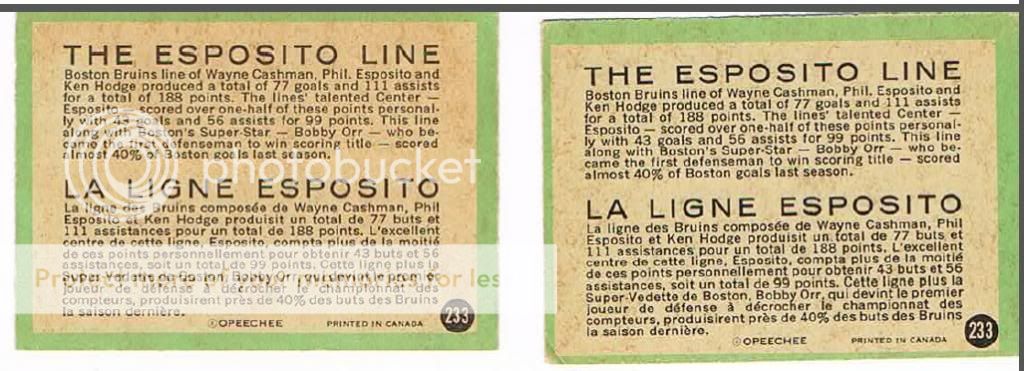 THE ESPOSITO LINE
Boston Bruins line of Wayne Cashman, Phil. Esposito and
Ken Hodge produced a total of 77 goals and 111 assists
for a total of 188 points. The lines' talented Center —
Esposito — scored over one-half of these points personal-
ly with 43 goals and 56 assists for 99 points. This line
along with Boston's Super-Star — Bobby Orr — who be-
came the first defenseman to win scoring title — scored
almost 40% of Boston goals last season.
photobucket
LA LIGNE ESPOSITO
La ligne des Bruins composée de Wayne Cashman, Phil
Esposito et Ken Hodge produisit un total de 77 buts et
111 assistances pour un total de 188 points. L'excellent
centre de cette ligne, Esposito, compta plus de la moitié
de ces points personnellement pour obtenir 43 buts et 56
assistances, soit un total de 99 points. Cette ligne plus la
Super-Vedette de Boston, Bobby Orr, qui devint le premier
joueur de défense à décrocher le championnat des
compteurs, produisirent près de 40% des buts des Bruins
la saison dernière.
©OPEECHEE PRINTED IN CANADA 233
THE ESPOSITO LINE
Boston Bruins line of Wayne Cashman, Phil. Esposito and
Ken Hodge produced a total of 77 goals and 111 assists
for a total of 188 points. The lines' talented Center —
Esposito — scored over one-half of these points personal-
ly with 43 goals and 56 assists for 99 points. This line
along with Boston's Super-Star — Bobby Orr — who be-
came the first defenseman to win scoring title — scored
almost 40% of Boston goals last season.
LA LIGNE ESPOSITO
La ligne des Bruins composée de Wayne Cashman, Phil
Esposito et Ken Hodge produisit un total de 77 buts et
111 assistances pour un total de 188 points. L'excellent
centre de cette ligne, Esposito, compta plus de la moitié
de ces points personnellement pour obtenir 43 buts et 56
assistances, soit un total de 99 points. Cette ligne plus la
Super-Vedette de Boston, Bobby Orr, qui devint le premier
joueur de défense à décrocher le championnat des
compteurs, produisirent près de 40% des buts des Bruins
la saison dernière.
©OPEECHEE PRINTED IN CANADA 233